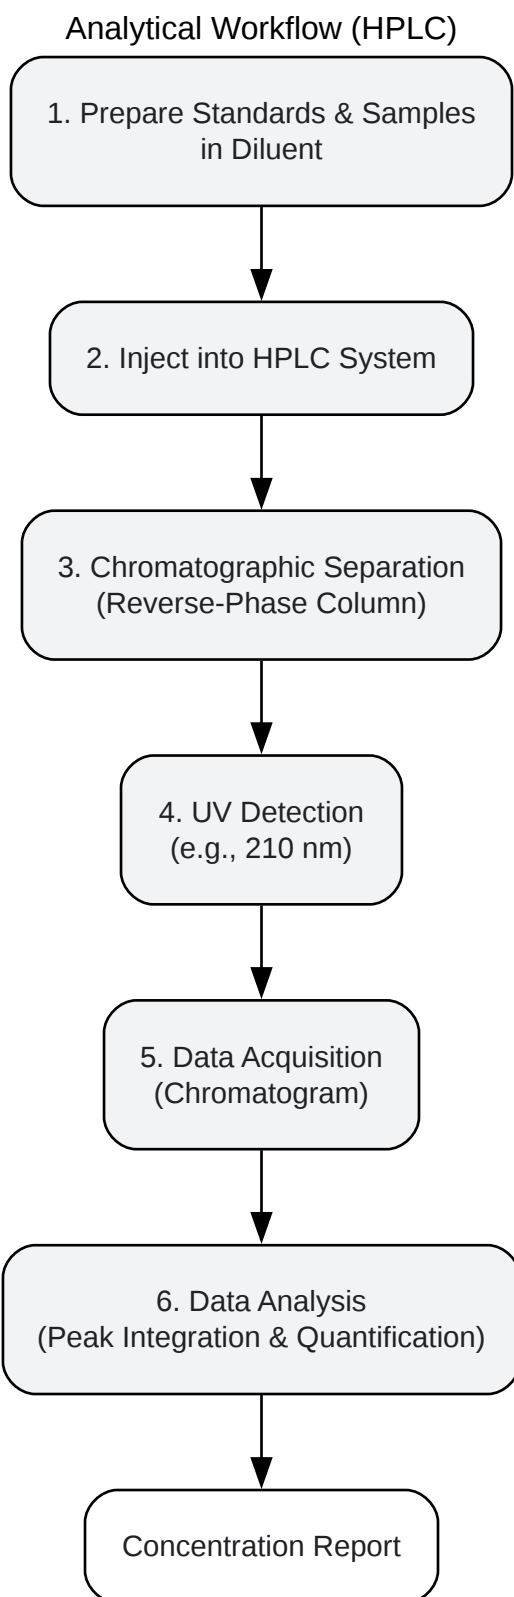 Analytical Workflow (HPLC)
1. Prepare Standards & Samples
in Diluent
2. Inject into HPLC System
3. Chromatographic Separation
(Reverse-Phase Column)
4. UV Detection
(e.g., 210 nm)
5. Data Acquisition
(Chromatogram)
6. Data Analysis
(Peak Integration & Quantification)
Concentration Report